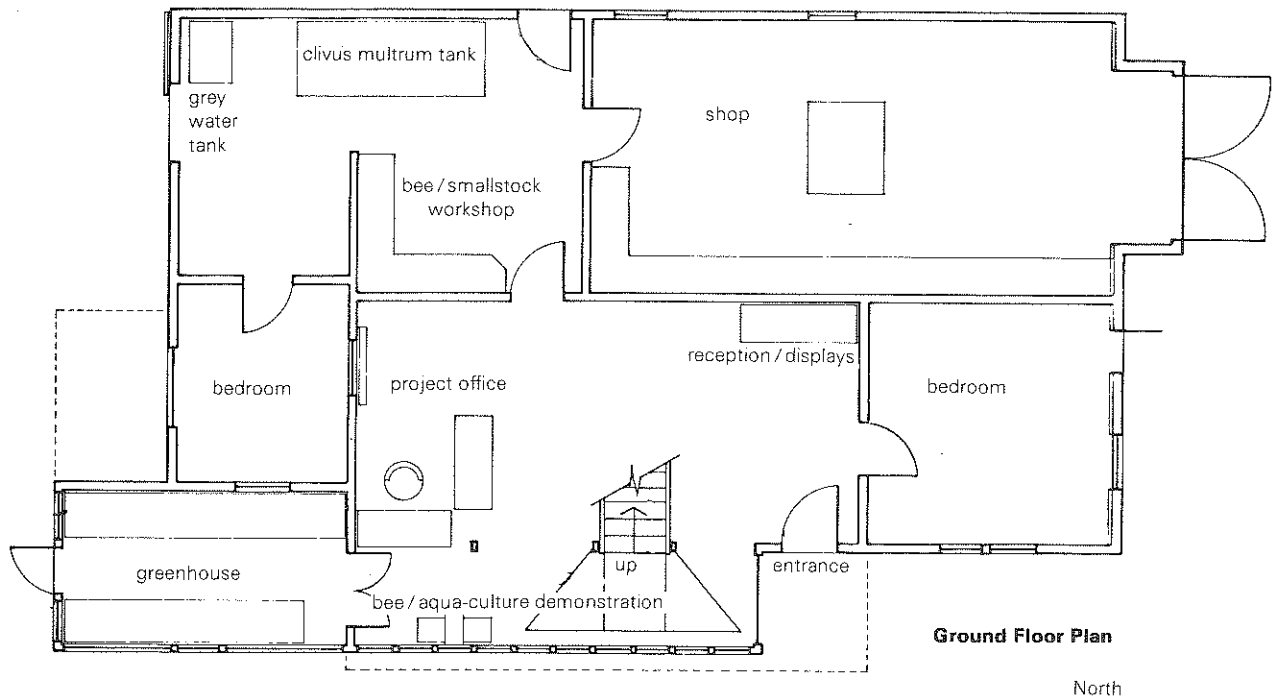 clivus multrum tank
grey
water
tank
shop
bee/smallstock
workshop
reception/displays
bedroom
project office
bedroom
greenhouse
up
entrance
bee/aqua-culture demonstration
Ground Floor Plan
North